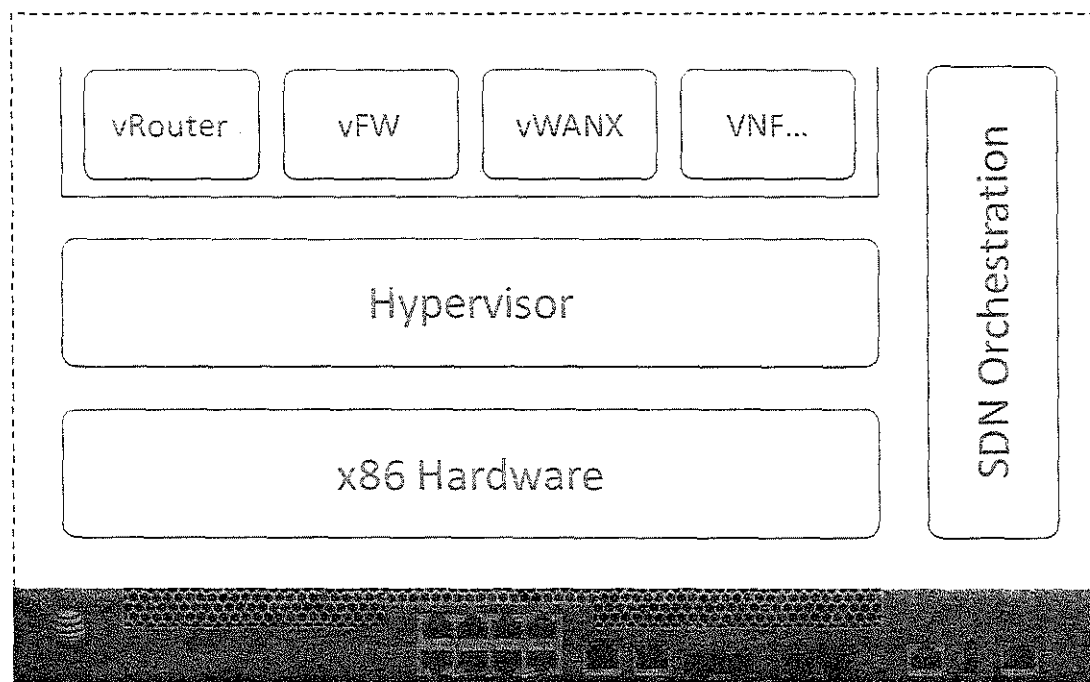 vRouter
vFW
vWANX
VNF...
Hypervisor
x86 Hardware
SDN Orchestration